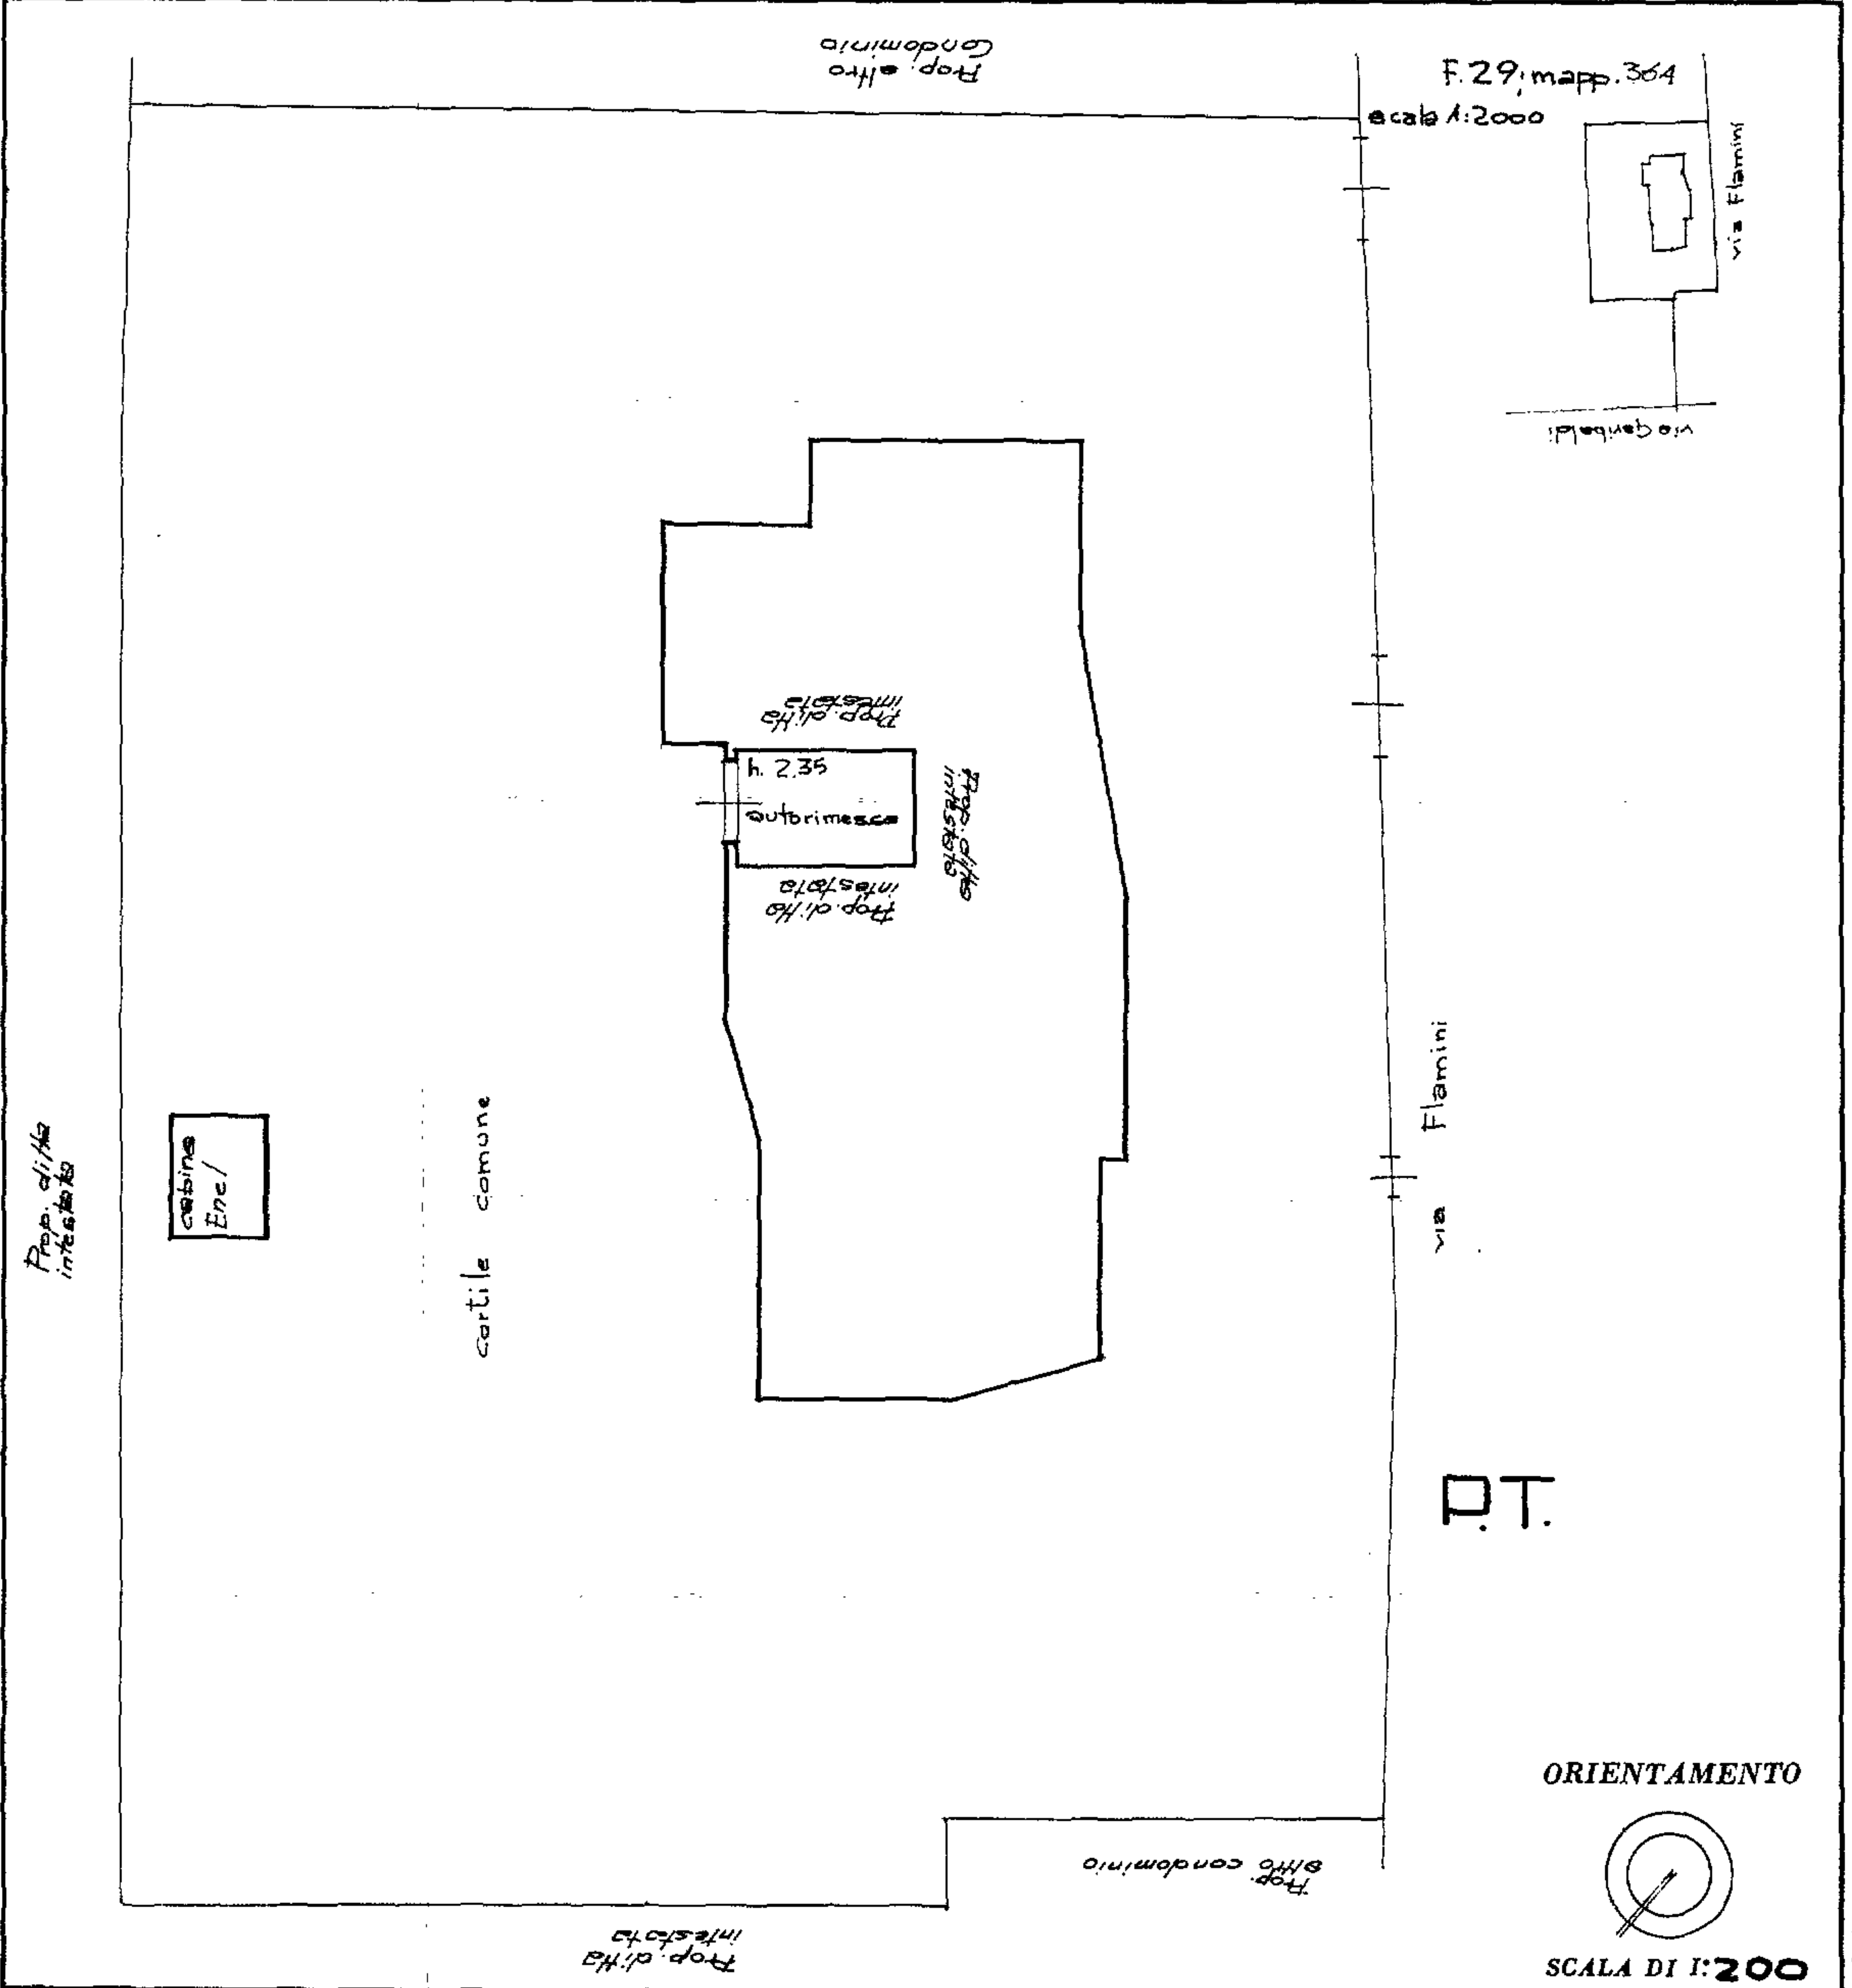 Prop. altro
Condominio
F. 29; mapp. 364
scala 1:2000
via Flamini
via Garibaldi
Prop. ditta
intestata
h. 2.35
autorimessa
Prop. ditta
intestata
Prop. ditta
intestata
Prop. ditta
intestata
cabina
Enel
cortile comune
via Flamini
P.T.
Prop.
altro condominio
Prop. ditta
intestata
ORIENTAMENTO
SCALA DI 1:200